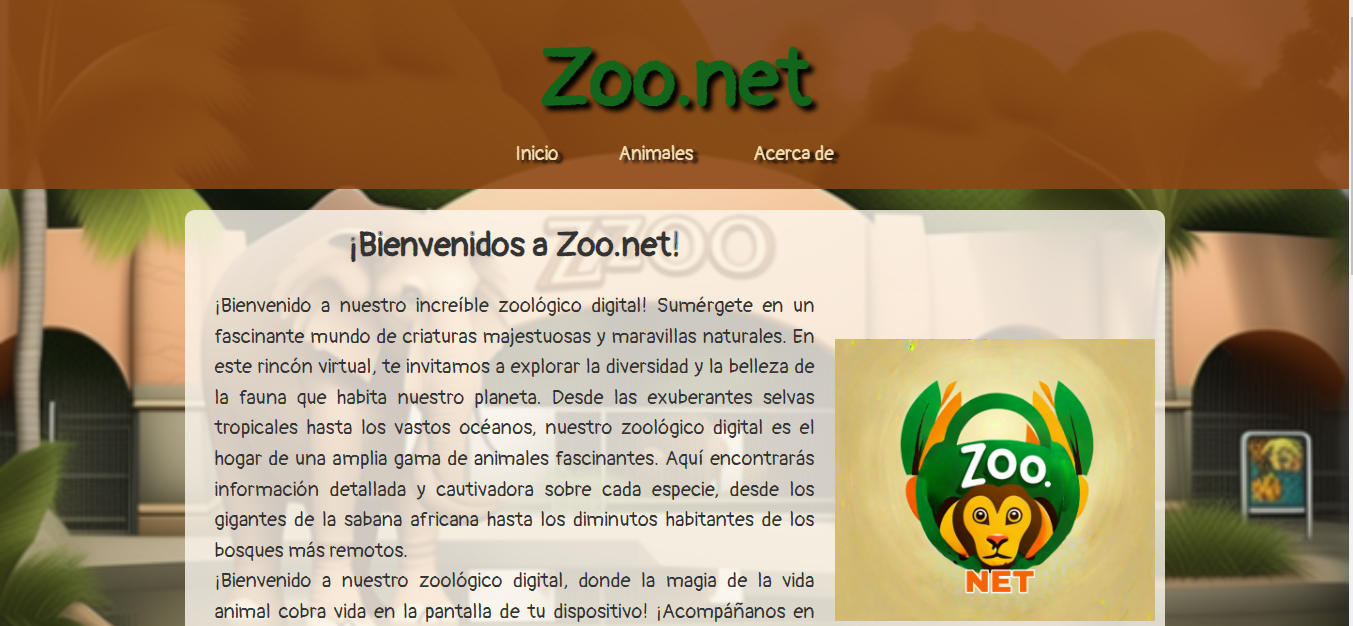 Zoo.net
Inicio Animales Acerca de
ZZOO
¡Bienvenidos a Zoo.net!
¡Bienvenido a nuestro increíble zoológico digital! Sumérgete en un
fascinante mundo de criaturas majestuosas y maravillas naturales. En
este rincón virtual, te invitamos a explorar la diversidad y la belleza de
la fauna que habita nuestro planeta. Desde las exuberantes selvas
tropicales hasta los vastos océanos, nuestro zoológico digital es el
hogar de una amplia gama de animales fascinantes. Aquí encontrarás
información detallada y cautivadora sobre cada especie, desde los
gigantes de la sabana africana hasta los diminutos habitantes de los
bosques más remotos.
¡Bienvenido a nuestro zoológico digital, donde la magia de la vida
animal cobra vida en la pantalla de tu dispositivo! ¡Acompáñanos en
ZOO.
NET